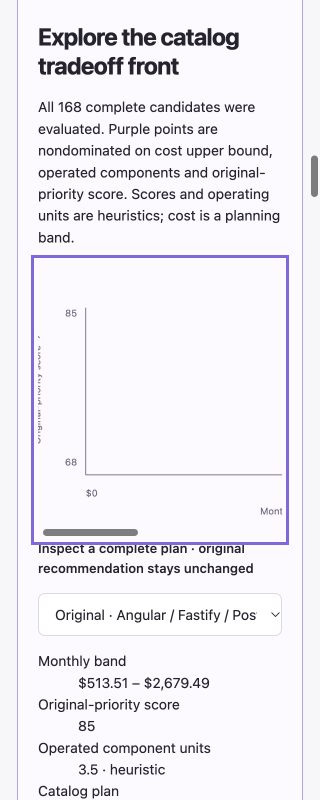 Explore the catalog
tradeoff front
All 168 complete candidates were
evaluated. Purple points are
nondominated on cost upper bound,
operated components and original-
priority score. Scores and operating
units are heuristics; cost is a planning
band.
85
68
$0
Mont
Inspect a complete plan · original
recommendation stays unchanged
Original · Angular / Fastify / Pos
Monthly band
$513.51 – $2,679.49
Original-priority score
85
Operated component units
3.5 · heuristic
Catalog plan